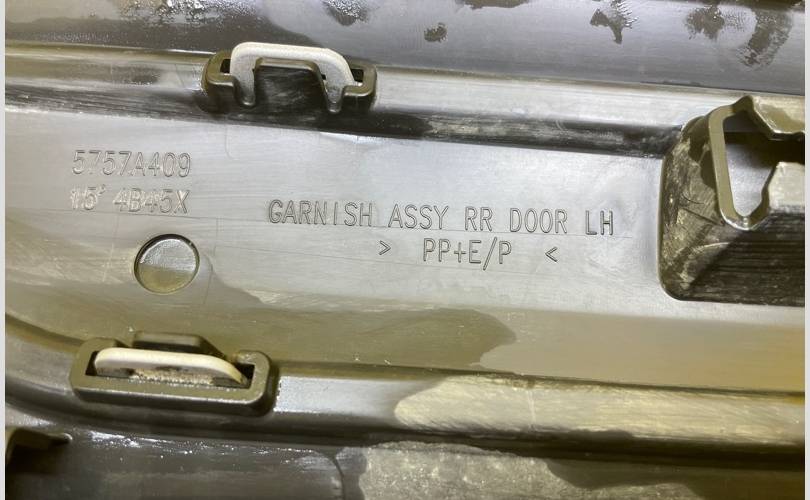 5757A409
15' 4B45X
GARNISH ASSY RR DOOR LH
> PP+E/P <